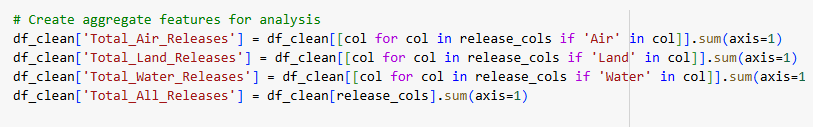 # Create aggregate features for analysis
df_clean['Total_Air_Releases'] = df_clean[[col for col in release_cols if 'Air' in col]].sum(axis=1)
df_clean['Total_Land_Releases'] = df_clean[[col for col in release_cols if 'Land' in col]].sum(axis=1)
df_clean['Total_Water_Releases'] = df_clean[[col for col in release_cols if 'Water' in col]].sum(axis=1
df_clean['Total_All_Releases'] = df_clean[release_cols].sum(axis=1)